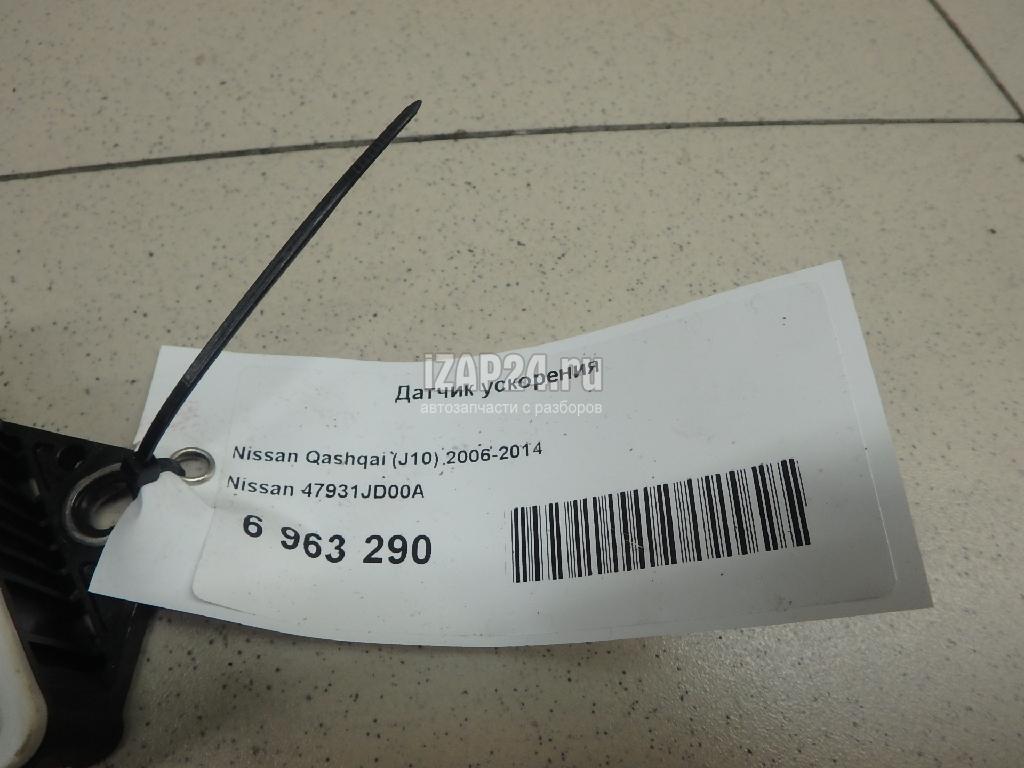 iZAP24.ru
Датчик ускорения
автозапчасти с разборов
Nissan Qashqai (J10) 2006-2014
Nissan 47931JD00A
6 963 290